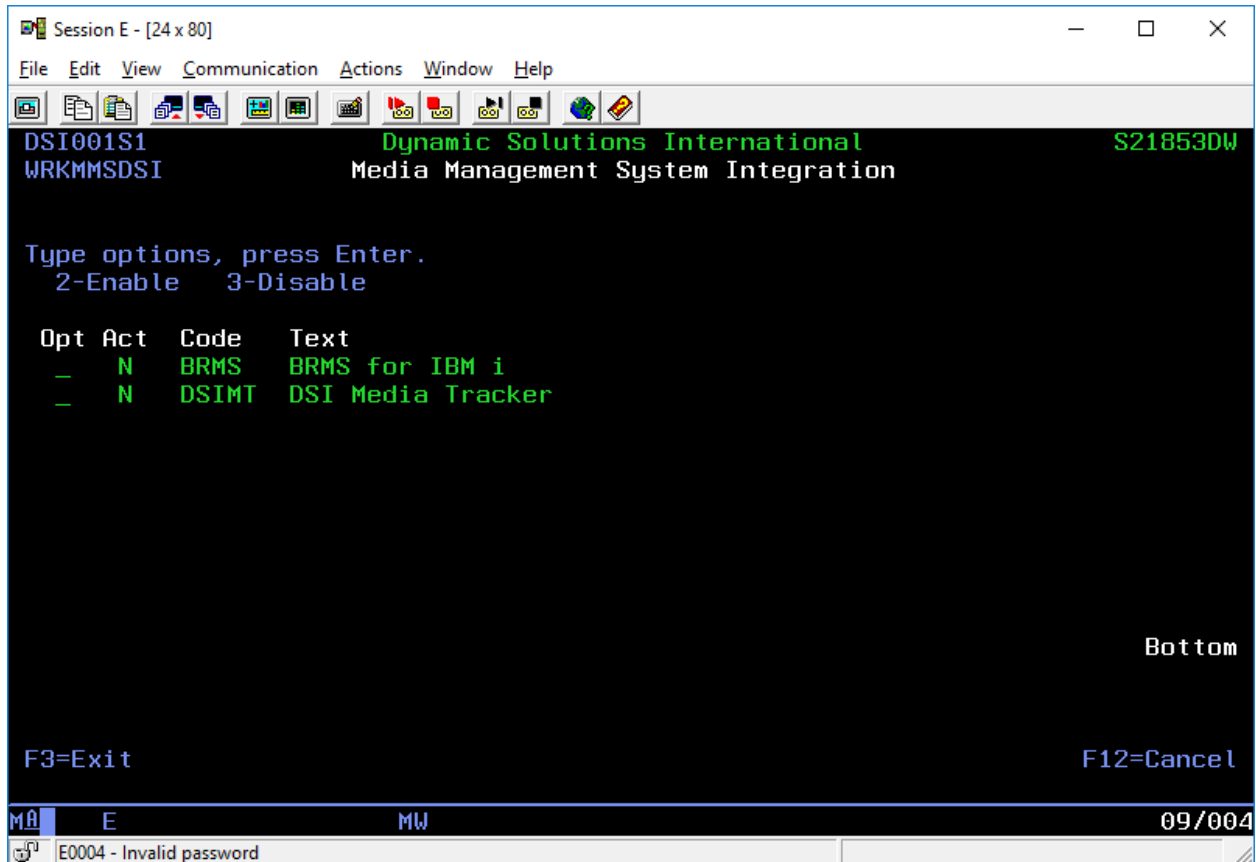 Session E - [24 x 80]
File Edit View Communication Actions Window Help
DSI001S1 Dynamic Solutions International S21853DW
WRKMMSDSI Media Management System Integration
Type options, press Enter.
2-Enable 3-Disable
Opt Act Code Text
_ N BRMS BRMS for IBM i
_ N DSIMT DSI Media Tracker
Bottom
F3=Exit F12=Cancel
MA E MW 09/004
E0004 - Invalid password